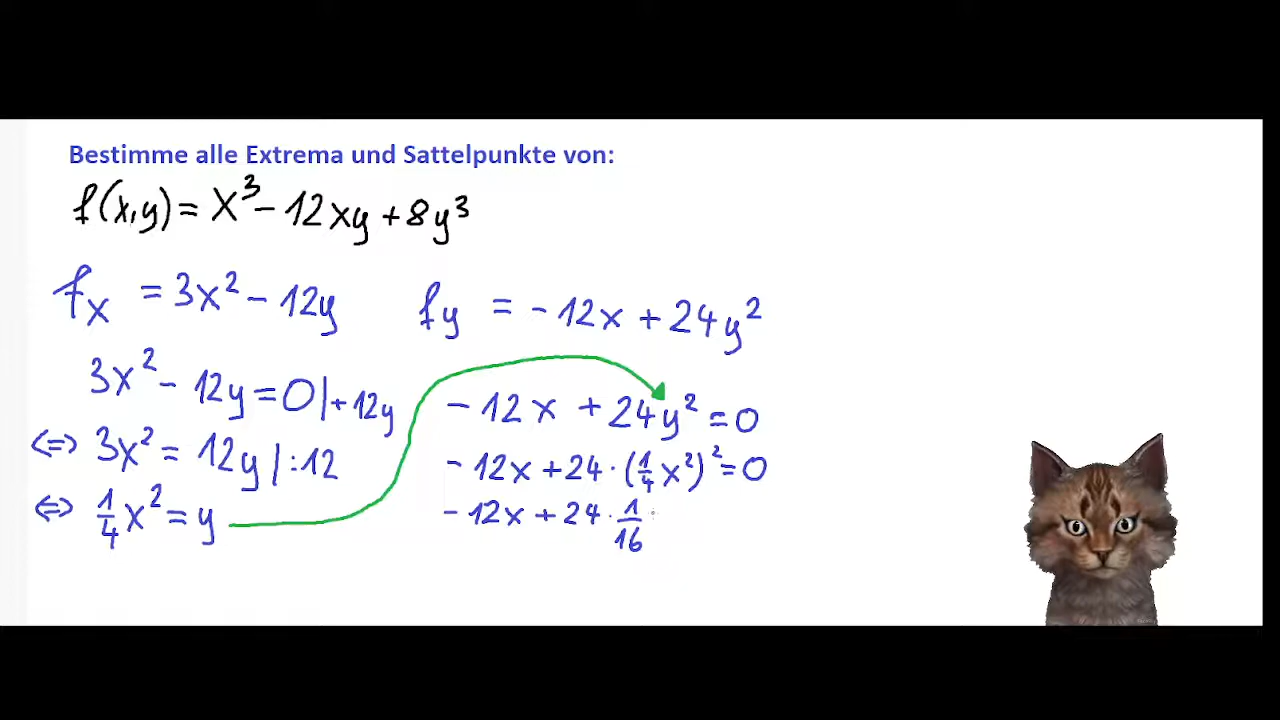 Bestimme alle Extrema und Sattelpunkte von:
f(x,y) = x³ - 12xy + 8y³
fx = 3x² - 12y
fy = -12x + 24y²
3x² - 12y = 0 | +12y
<=> 3x² = 12y | :12
<=> 1/4 x² = y
-12x + 24y² = 0
-12x + 24 · (1/4 x²)² = 0
-12x + 24 · 1/16